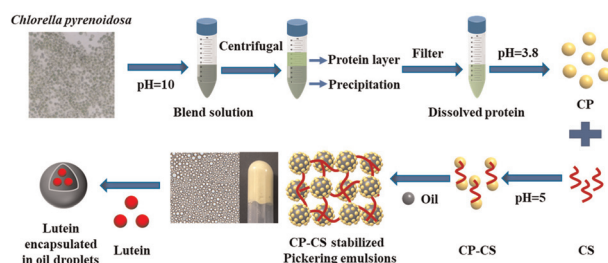 Chlorella pyrenoidosa
pH=10
Blend solution
Centrifugal
Protein layer
Precipitation
Filter
Dissolved protein
pH=3.8
CP
CS
pH=5
CP-CS
Oil
CP-CS stabilized
Pickering emulsions
Lutein
Lutein
encapsulated
in oil droplets